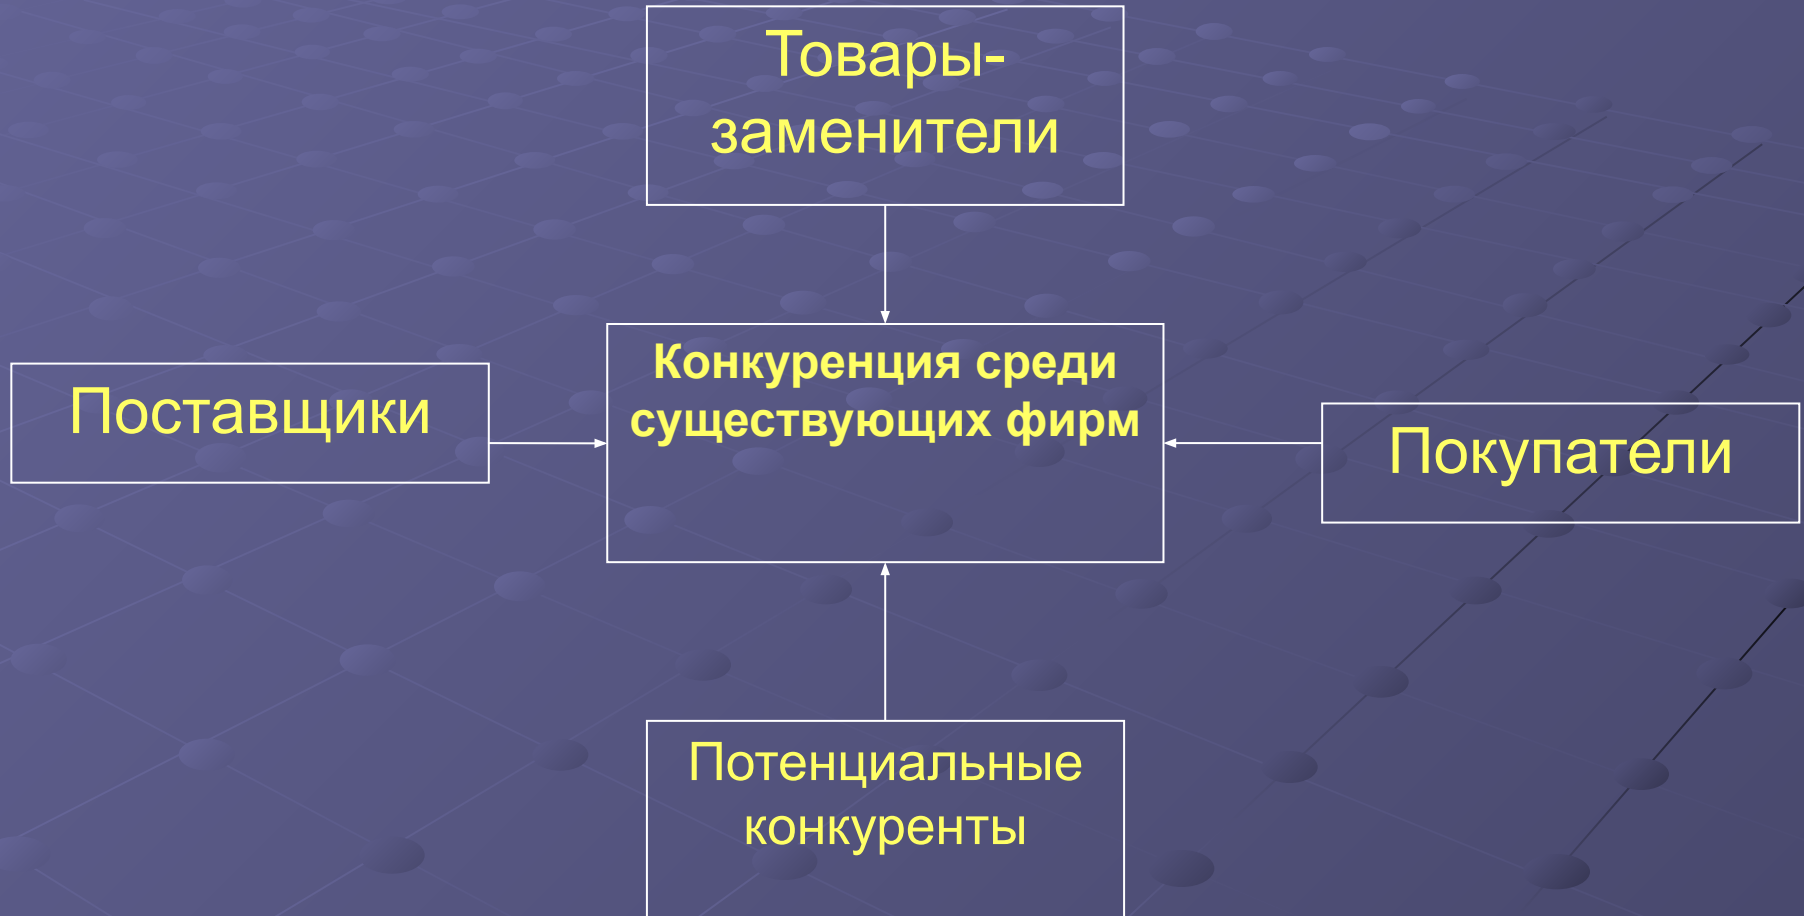 Товары-
заменители
Конкуренция среди
существующих фирм
Поставщики
Покупатели
Потенциальные
конкуренты